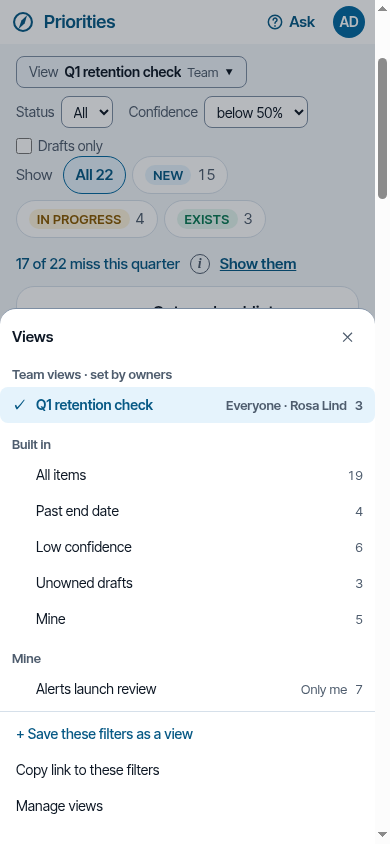 Priorities
Ask
AD
View Q1 retention check Team ▼
Status All Confidence below 50%
Drafts only
Show All 22 NEW 15
IN PROGRESS 4 EXISTS 3
17 of 22 miss this quarter i Show them
Views ×
Team views · set by owners
✓ Q1 retention check Everyone · Rosa Lind 3
Built in
All items 19
Past end date 4
Low confidence 6
Unowned drafts 3
Mine 5
Mine
Alerts launch review Only me 7
+ Save these filters as a view
Copy link to these filters
Manage views